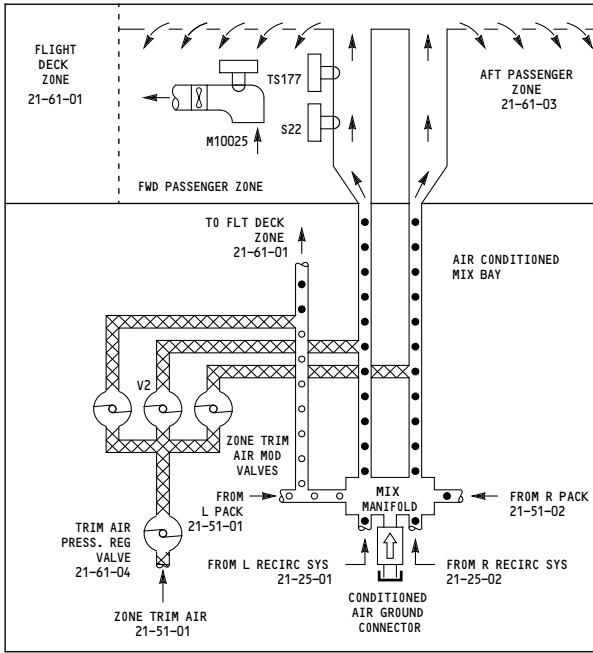 FLIGHT
DECK
ZONE
21-61-01
TS177
AFT PASSENGER
ZONE
21-61-03
S22
M10025
FWD PASSENGER ZONE
TO FLT DECK
ZONE
21-61-01
AIR CONDITIONED
MIX BAY
V2
ZONE TRIM
AIR MOD
VALVES
FROM
L PACK
21-51-01
MIX
MANIFOLD
FROM R PACK
21-51-02
TRIM AIR
PRESS. REG
VALVE
21-61-04
FROM L RECIRC SYS
21-25-01
FROM R RECIRC SYS
21-25-02
ZONE TRIM AIR
21-51-01
CONDITIONED
AIR GROUND
CONNECTOR